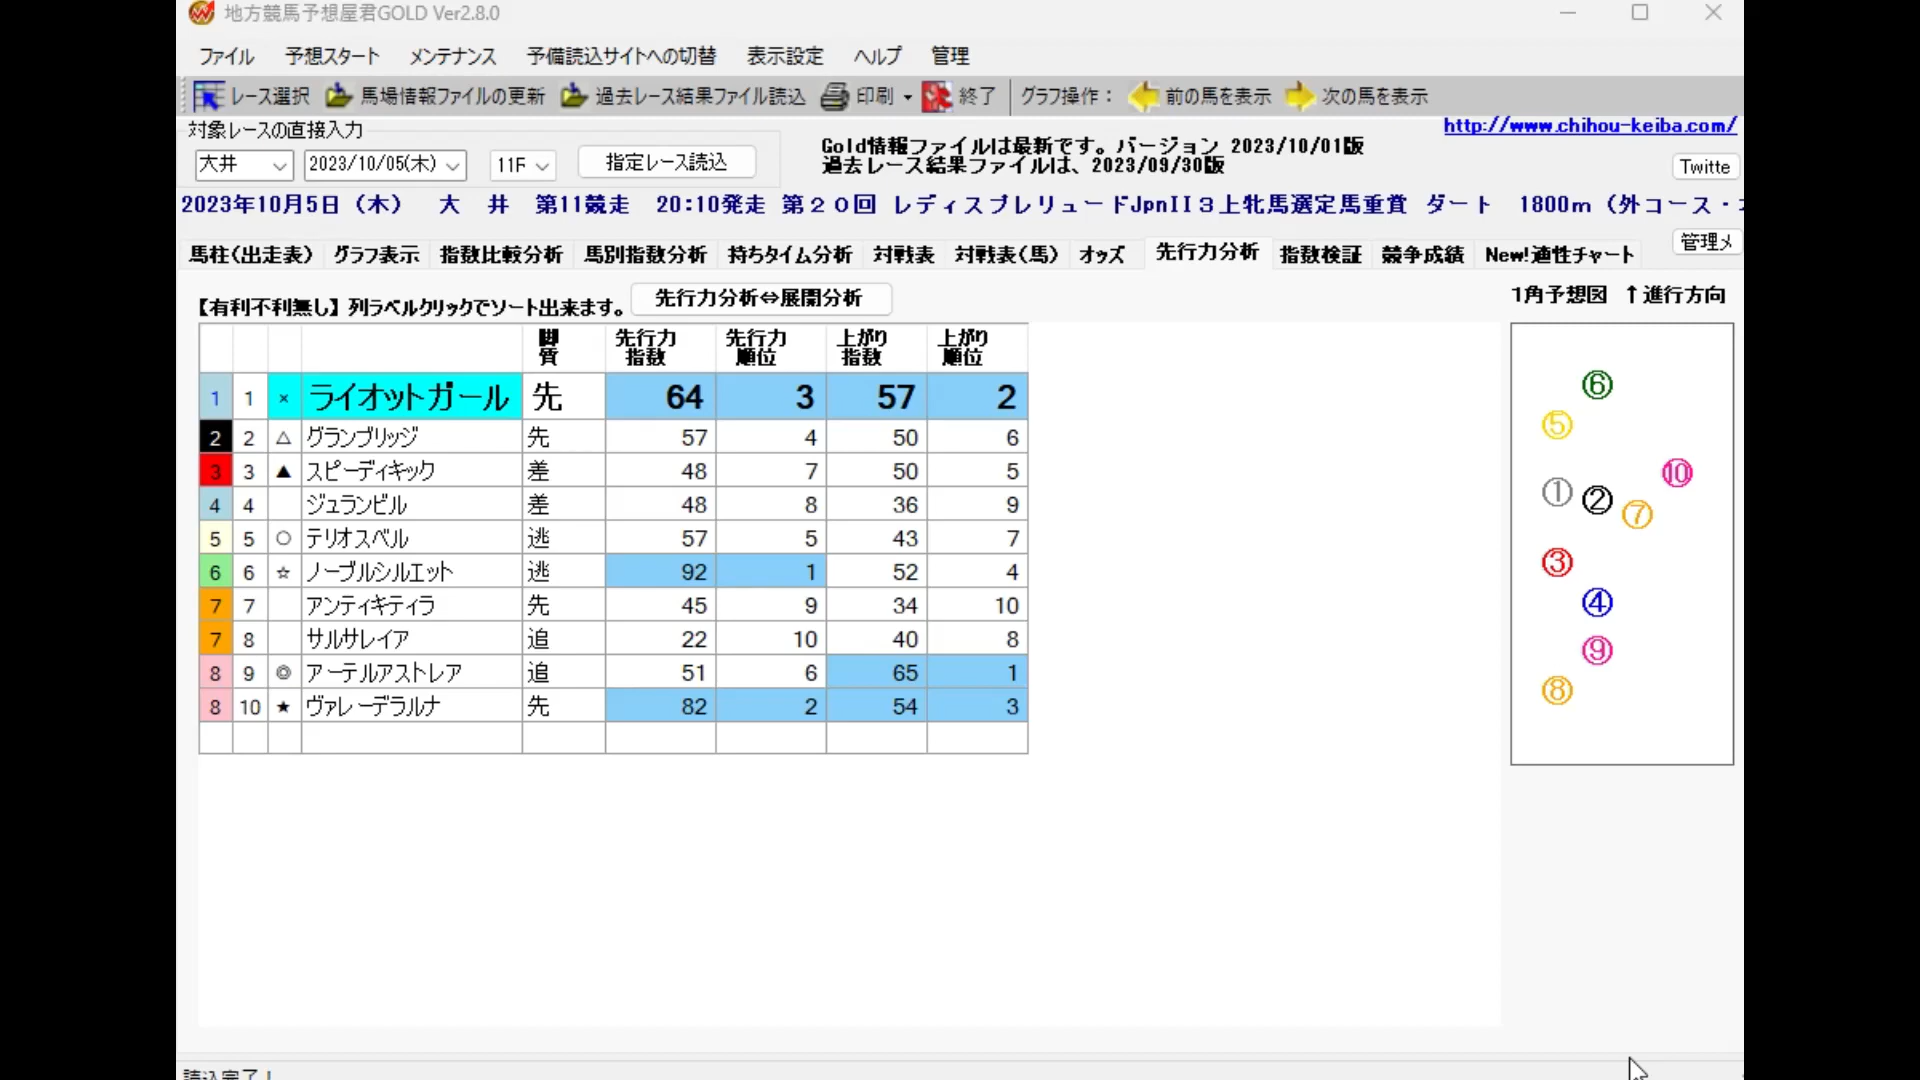 地方競馬予想屋君GOLD Ver2.8.0
ファイル 予想スタート メンテナンス 予備読込サイトへの切替 表示設定 ヘルプ 管理
レース選択 馬場情報ファイルの更新 過去レース結果ファイル読込 印刷 終了 グラフ操作： 前の馬を表示 次の馬を表示
対象レースの直接入力
http://www.chihou-keiba.com/
大井 2023/10/05(木) 11R 指定レース読込
Gold情報ファイルは最新です。バージョン 2023/10/01版
過去レース結果ファイルは、2023/09/30版
Twitte
2023年10月5日（木） 大 井 第11競走 20:10発走 第２０回 レディスプレリュードJpnII３上牝馬選定馬重賞 ダート 1800m（外コース・
管理メ
馬柱(出走表) グラフ表示 指数比較分析 馬別指数分析 持ちタイム分析 対戦表 対戦表(馬) オッズ 先行力分析 指数検証 競争成績 New!適性チャート
【有利不利無し】列ラベルクリックでソート出来ます。 先行力分析⇔展開分析
1角予想図 ↑進行方向
脚質 先行力指数 先行力順位 上がり指数 上がり順位
1 1 × ライオットガール 先 64 3 57 2
2 2 △ グランブリッジ 先 57 4 50 6
3 3 ▲ スピーディキック 差 48 7 50 5
4 4 ジュランビル 差 48 8 36 9
5 5 ○ テリオスベル 逃 57 5 43 7
6 6 ☆ ノーブルシルエット 逃 92 1 52 4
7 7 アンティキティラ 先 45 9 34 10
7 8 サルサレイア 追 22 10 40 8
8 9 ◎ アーテルアストレア 追 51 6 65 1
8 10 ★ ヴァレーデラルナ 先 82 2 54 3
⑥
⑤
⑩
① ② ⑦
③
④
⑨
⑧
読込完了！